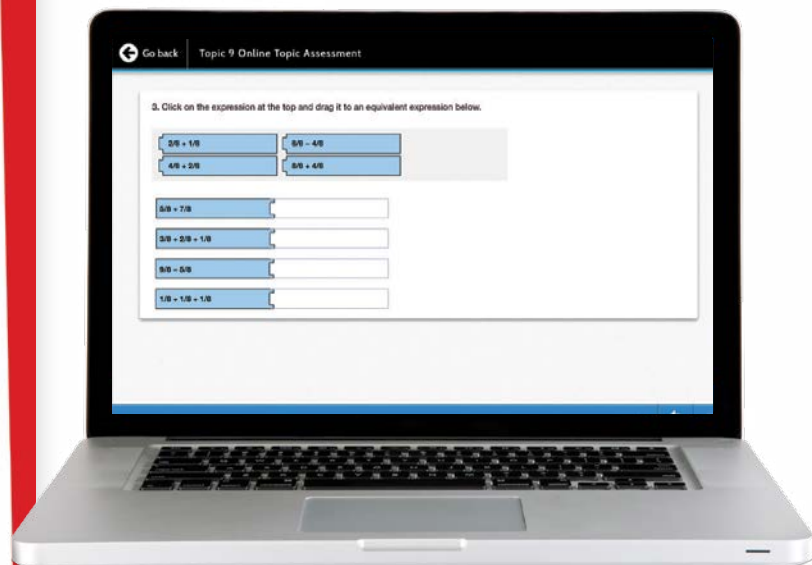 Go back Topic 9 Online Topic Assessment
3. Click on the expression at the top and drag it to an equivalent expression below.
2/8 + 1/8 8/8 − 4/8
4/8 + 2/8 8/8 + 4/8
5/8 + 7/8
3/8 + 2/8 + 1/8
9/8 − 5/8
1/8 + 1/8 + 1/8